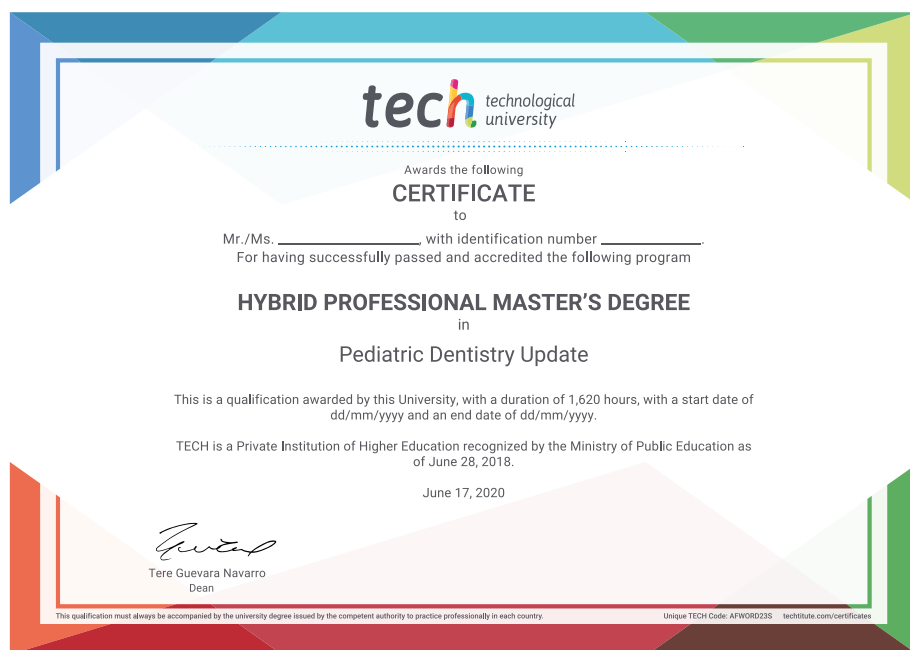 tech technological
university
Awards the following
CERTIFICATE
to
Mr./Ms. ____________, with identification number ____________.
For having successfully passed and accredited the following program
HYBRID PROFESSIONAL MASTER'S DEGREE
in
Pediatric Dentistry Update
This is a qualification awarded by this University, with a duration of 1,620 hours, with a start date of
dd/mm/yyyy and an end date of dd/mm/yyyy.
TECH is a Private Institution of Higher Education recognized by the Ministry of Public Education as
of June 28, 2018.
June 17, 2020
Tere Guevara Navarro
Dean
This qualification must always be accompanied by the university degree issued by the competent authority to practice professionally in each country.
Unique TECH Code: AFWORD23S techtitute.com/certificates